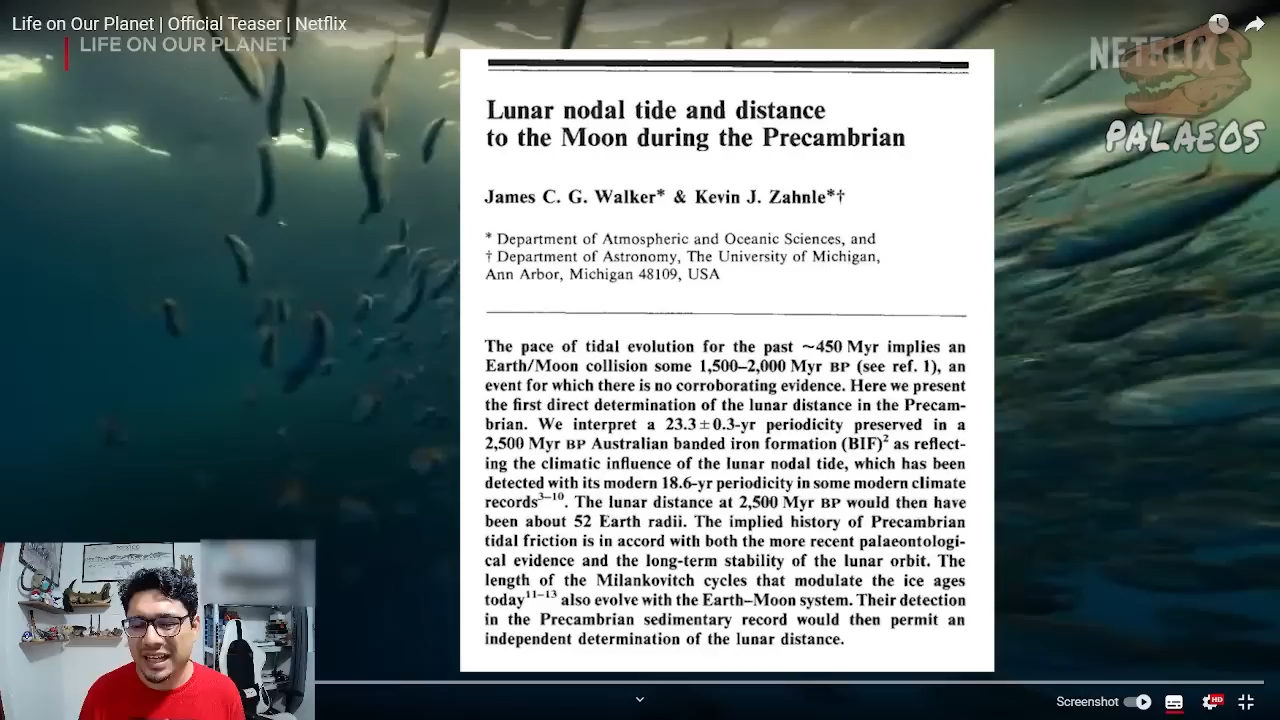 Life on Our Planet | Official Teaser | Netflix
LIFE ON OUR PLANET
NETFLIX
PALAEOS
Lunar nodal tide and distance
to the Moon during the Precambrian
James C. G. Walker* & Kevin J. Zahnle*†
* Department of Atmospheric and Oceanic Sciences, and
† Department of Astronomy, The University of Michigan,
Ann Arbor, Michigan 48109, USA
The pace of tidal evolution for the past ~450 Myr implies an
Earth/Moon collision some 1,500–2,000 Myr BP (see ref. 1), an
event for which there is no corroborating evidence. Here we present
the first direct determination of the lunar distance in the Precam-
brian. We interpret a 23.3 ± 0.3-yr periodicity preserved in a
2,500 Myr BP Australian banded iron formation (BIF)² as reflect-
ing the climatic influence of the lunar nodal tide, which has been
detected with its modern 18.6-yr periodicity in some modern climate
records³⁻¹⁰. The lunar distance at 2,500 Myr BP would then have
been about 52 Earth radii. The implied history of Precambrian
tidal friction is in accord with both the more recent palaeontologi-
cal evidence and the long-term stability of the lunar orbit. The
length of the Milankovitch cycles that modulate the ice ages
today¹¹⁻¹³ also evolve with the Earth–Moon system. Their detection
in the Precambrian sedimentary record would then permit an
independent determination of the lunar distance.
Screenshot
HD